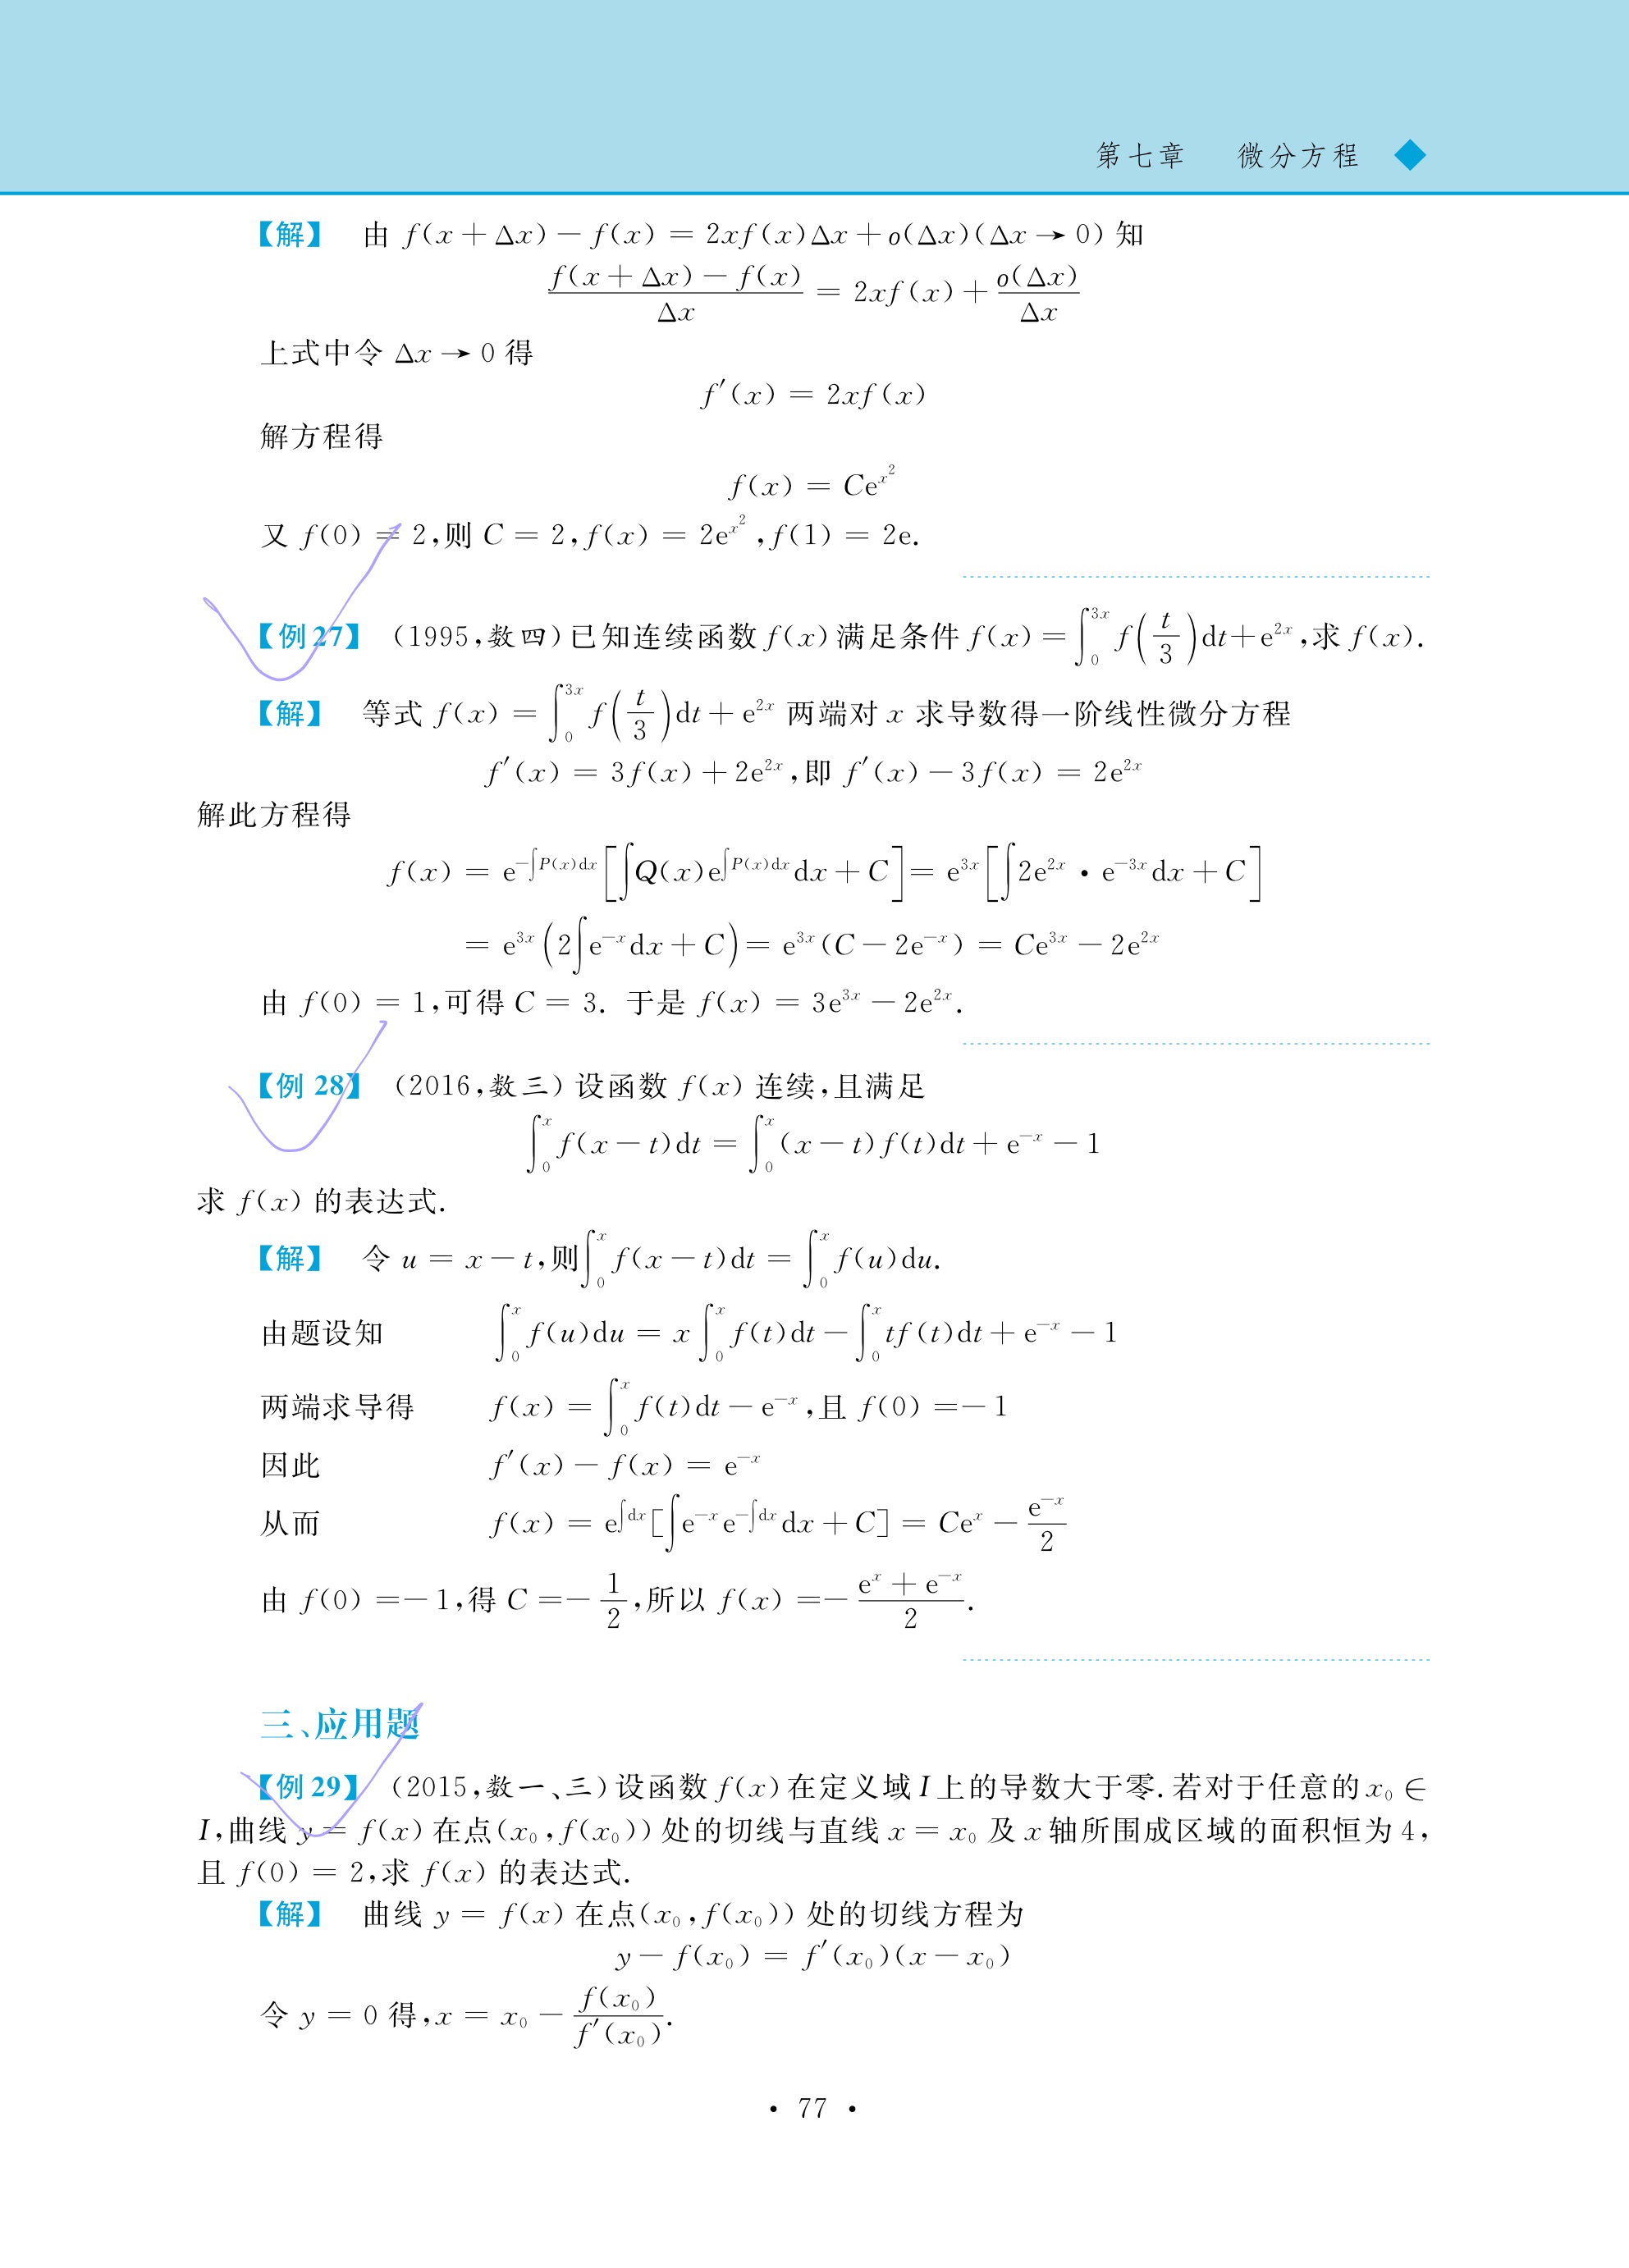 第七章 微分方程 ◆
【解】 由 f(x+Δx)-f(x) = 2xf(x)Δx+o(Δx)(Δx→0) 知
$\frac{f(x+Δx)-f(x)}{Δx} = 2xf(x)+\frac{o(Δx)}{Δx}$
上式中令 Δx→0 得
$f'(x) = 2xf(x)$
解方程得
$f(x) = Ce^{x^2}$
又 f(0) = 2,则 C = 2,$f(x) = 2e^{x^2}$,f(1) = 2e.
【例 27】 (1995,数四)已知连续函数 f(x)满足条件 $f(x)=\int_0^{3x} f\left(\frac{t}{3}\right)dt+e^{2x}$,求 f(x).
【解】 等式 $f(x) = \int_0^{3x} f\left(\frac{t}{3}\right)dt+e^{2x}$ 两端对 x 求导数得一阶线性微分方程
$f'(x) = 3f(x)+2e^{2x}$,即 $f'(x)-3f(x) = 2e^{2x}$
解此方程得
$f(x) = e^{-\int P(x)dx}\left[\int Q(x)e^{\int P(x)dx}dx+C\right] = e^{3x}\left[\int 2e^{2x}·e^{-3x}dx+C\right]$
$= e^{3x}\left(2\int e^{-x}dx+C\right) = e^{3x}(C-2e^{-x}) = Ce^{3x}-2e^{2x}$
由 f(0) = 1,可得 C = 3. 于是 $f(x) = 3e^{3x}-2e^{2x}$.
【例 28】 (2016,数三) 设函数 f(x) 连续,且满足
$\int_0^x f(x-t)dt = \int_0^x (x-t)f(t)dt+e^{-x}-1$
求 f(x) 的表达式.
【解】 令 u = x-t,则$\int_0^x f(x-t)dt = \int_0^x f(u)du$.
由题设知 $\int_0^x f(u)du = x\int_0^x f(t)dt-\int_0^x tf(t)dt+e^{-x}-1$
两端求导得 $f(x) = \int_0^x f(t)dt-e^{-x}$,且 f(0) =-1
因此 $f'(x)-f(x) = e^{-x}$
从而 $f(x) = e^{\int dx}[\int e^{-x}e^{-\int dx}dx+C] = Ce^x-\frac{e^{-x}}{2}$
由 f(0) =-1,得 $C =-\frac{1}{2}$,所以 $f(x) =-\frac{e^x+e^{-x}}{2}$.
三、应用题
【例 29】 (2015,数一、三)设函数 f(x)在定义域 I 上的导数大于零.若对于任意的 $x_0$ ∈
I,曲线 y = f(x) 在点($x_0$,f($x_0$)) 处的切线与直线 x = $x_0$ 及 x 轴所围成区域的面积恒为 4,
且 f(0) = 2,求 f(x) 的表达式.
【解】 曲线 y = f(x) 在点($x_0$,f($x_0$)) 处的切线方程为
$y-f(x_0) = f'(x_0)(x-x_0)$
令 y = 0 得,$x = x_0-\frac{f(x_0)}{f'(x_0)}$.
· 77 ·